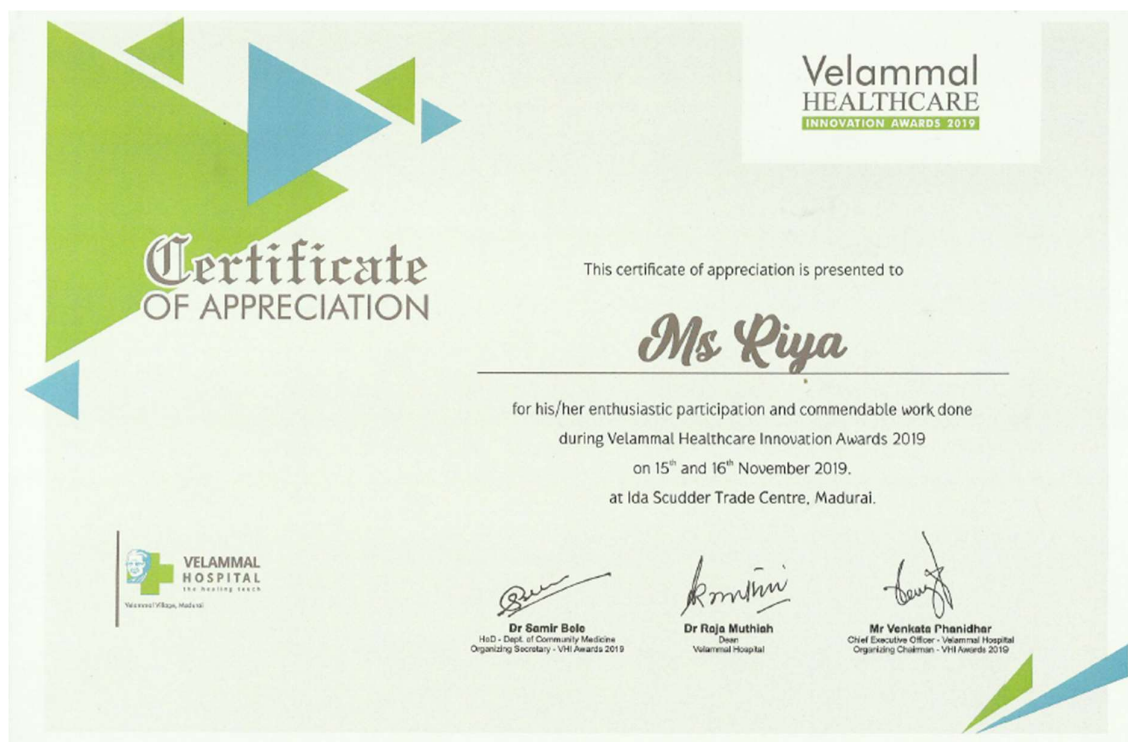 Velammal
HEALTHCARE
INNOVATION AWARDS 2019
Certificate
OF APPRECIATION
This certificate of appreciation is presented to
Ms Riya
for his/her enthusiastic participation and commendable work done
during Velammal Healthcare Innovation Awards 2019
on 15th and 16th November 2019.
at Ida Scudder Trade Centre, Madurai.
VELAMMAL
HOSPITAL
the healing touch
Velammal Village, Madurai
Dr Samir Bele
HoD - Dept. of Community Medicine
Organizing Secretary - VHI Awards 2019
Dr Raja Muthiah
Dean
Velammal Hospital
Mr Venkata Phanidhar
Chief Executive Officer - Velammal Hospital
Organizing Chairman - VHI Awards 2019